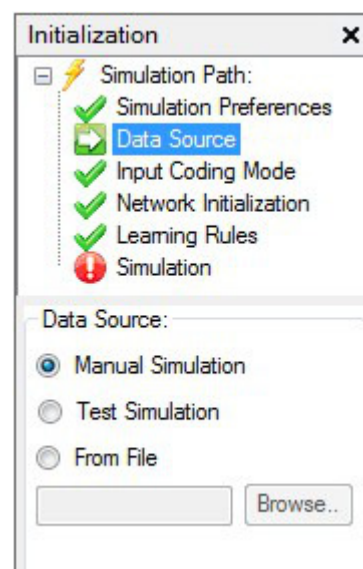 Initialization
Simulation Path:
Simulation Preferences
Data Source
Input Coding Mode
Network Initialization
Learning Rules
Simulation
Data Source:
Manual Simulation
Test Simulation
From File
Browse..